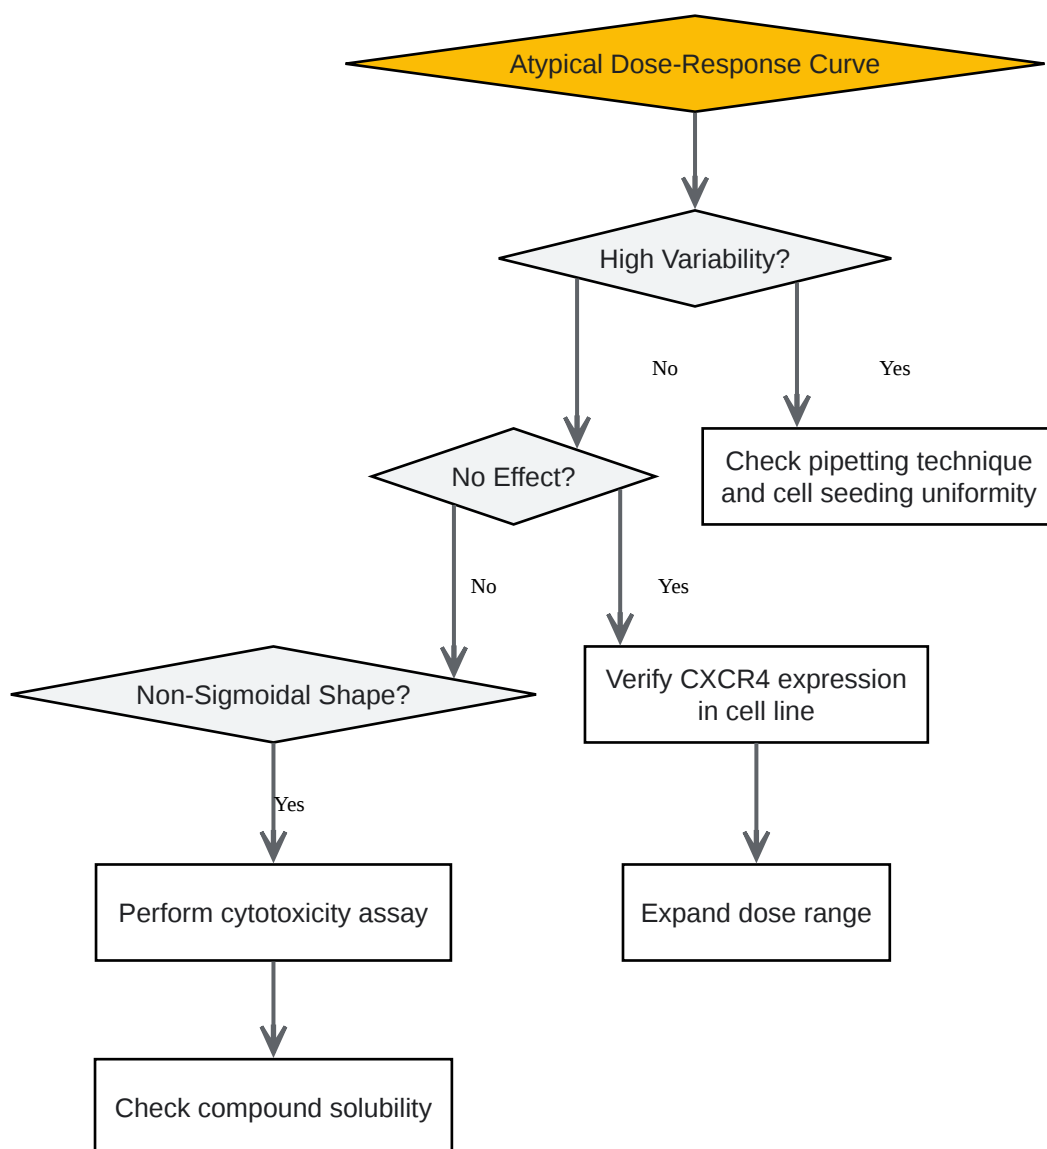 Atypical Dose-Response Curve
High Variability?
No
Yes
No Effect?
Check pipetting technique
and cell seeding uniformity
No
Yes
Non-Sigmoidal Shape?
Verify CXCR4 expression
in cell line
Yes
Perform cytotoxicity assay
Expand dose range
Check compound solubility